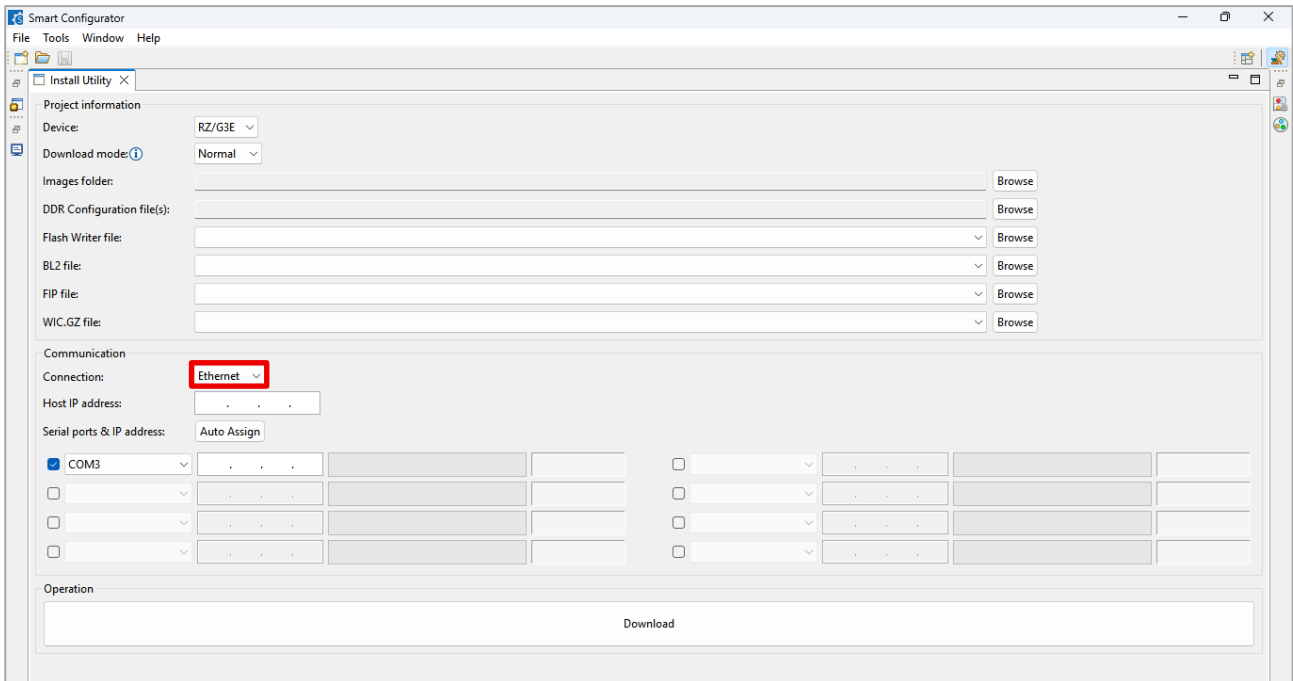 Smart Configurator
File Tools Window Help
Install Utility
Project information
Device: RZ/G3E
Download mode: Normal
Images folder: Browse
DDR Configuration file(s): Browse
Flash Writer file: Browse
BL2 file: Browse
FIP file: Browse
WIC.GZ file: Browse
Communication
Connection: Ethernet
Host IP address: . . .
Serial ports & IP address: Auto Assign
COM3 . . . . . .
. . . . . .
. . . . . .
. . . . . .
Operation
Download